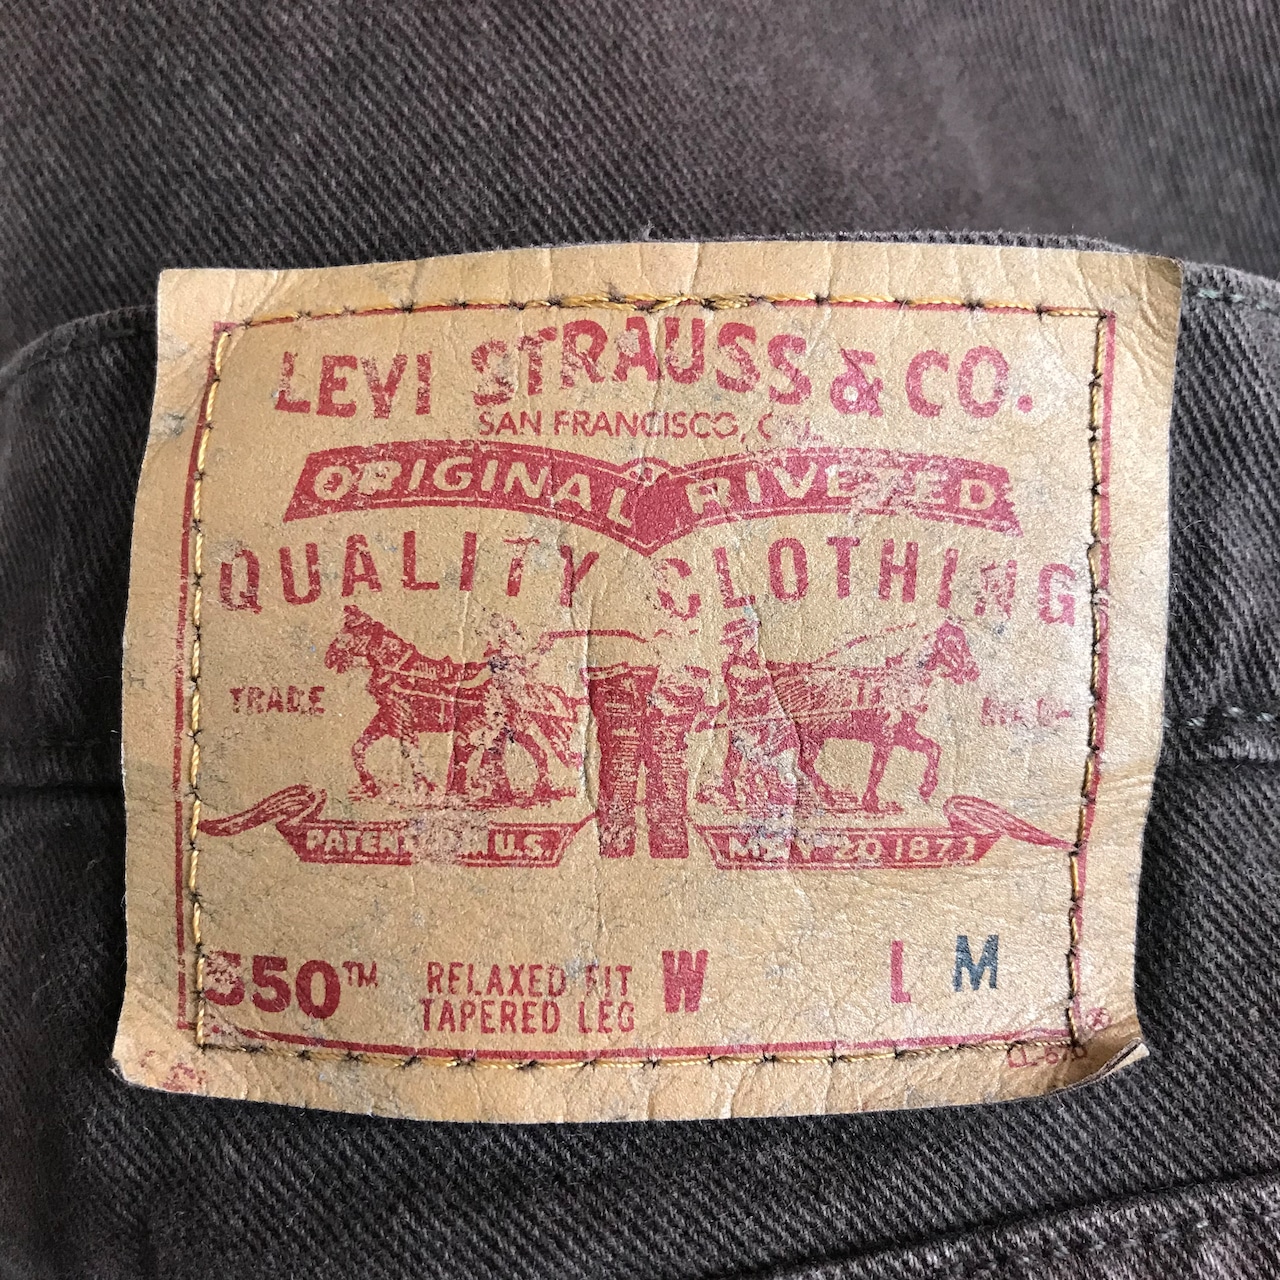 LEVI STRAUSS & CO.
SAN FRANCISCO, CAL.
ORIGINAL RIVETED
QUALITY CLOTHING
TRADE MARK
PATENTED IN U.S. MAY 20 1873
550™ RELAXED FIT W L M
TAPERED LEG
®